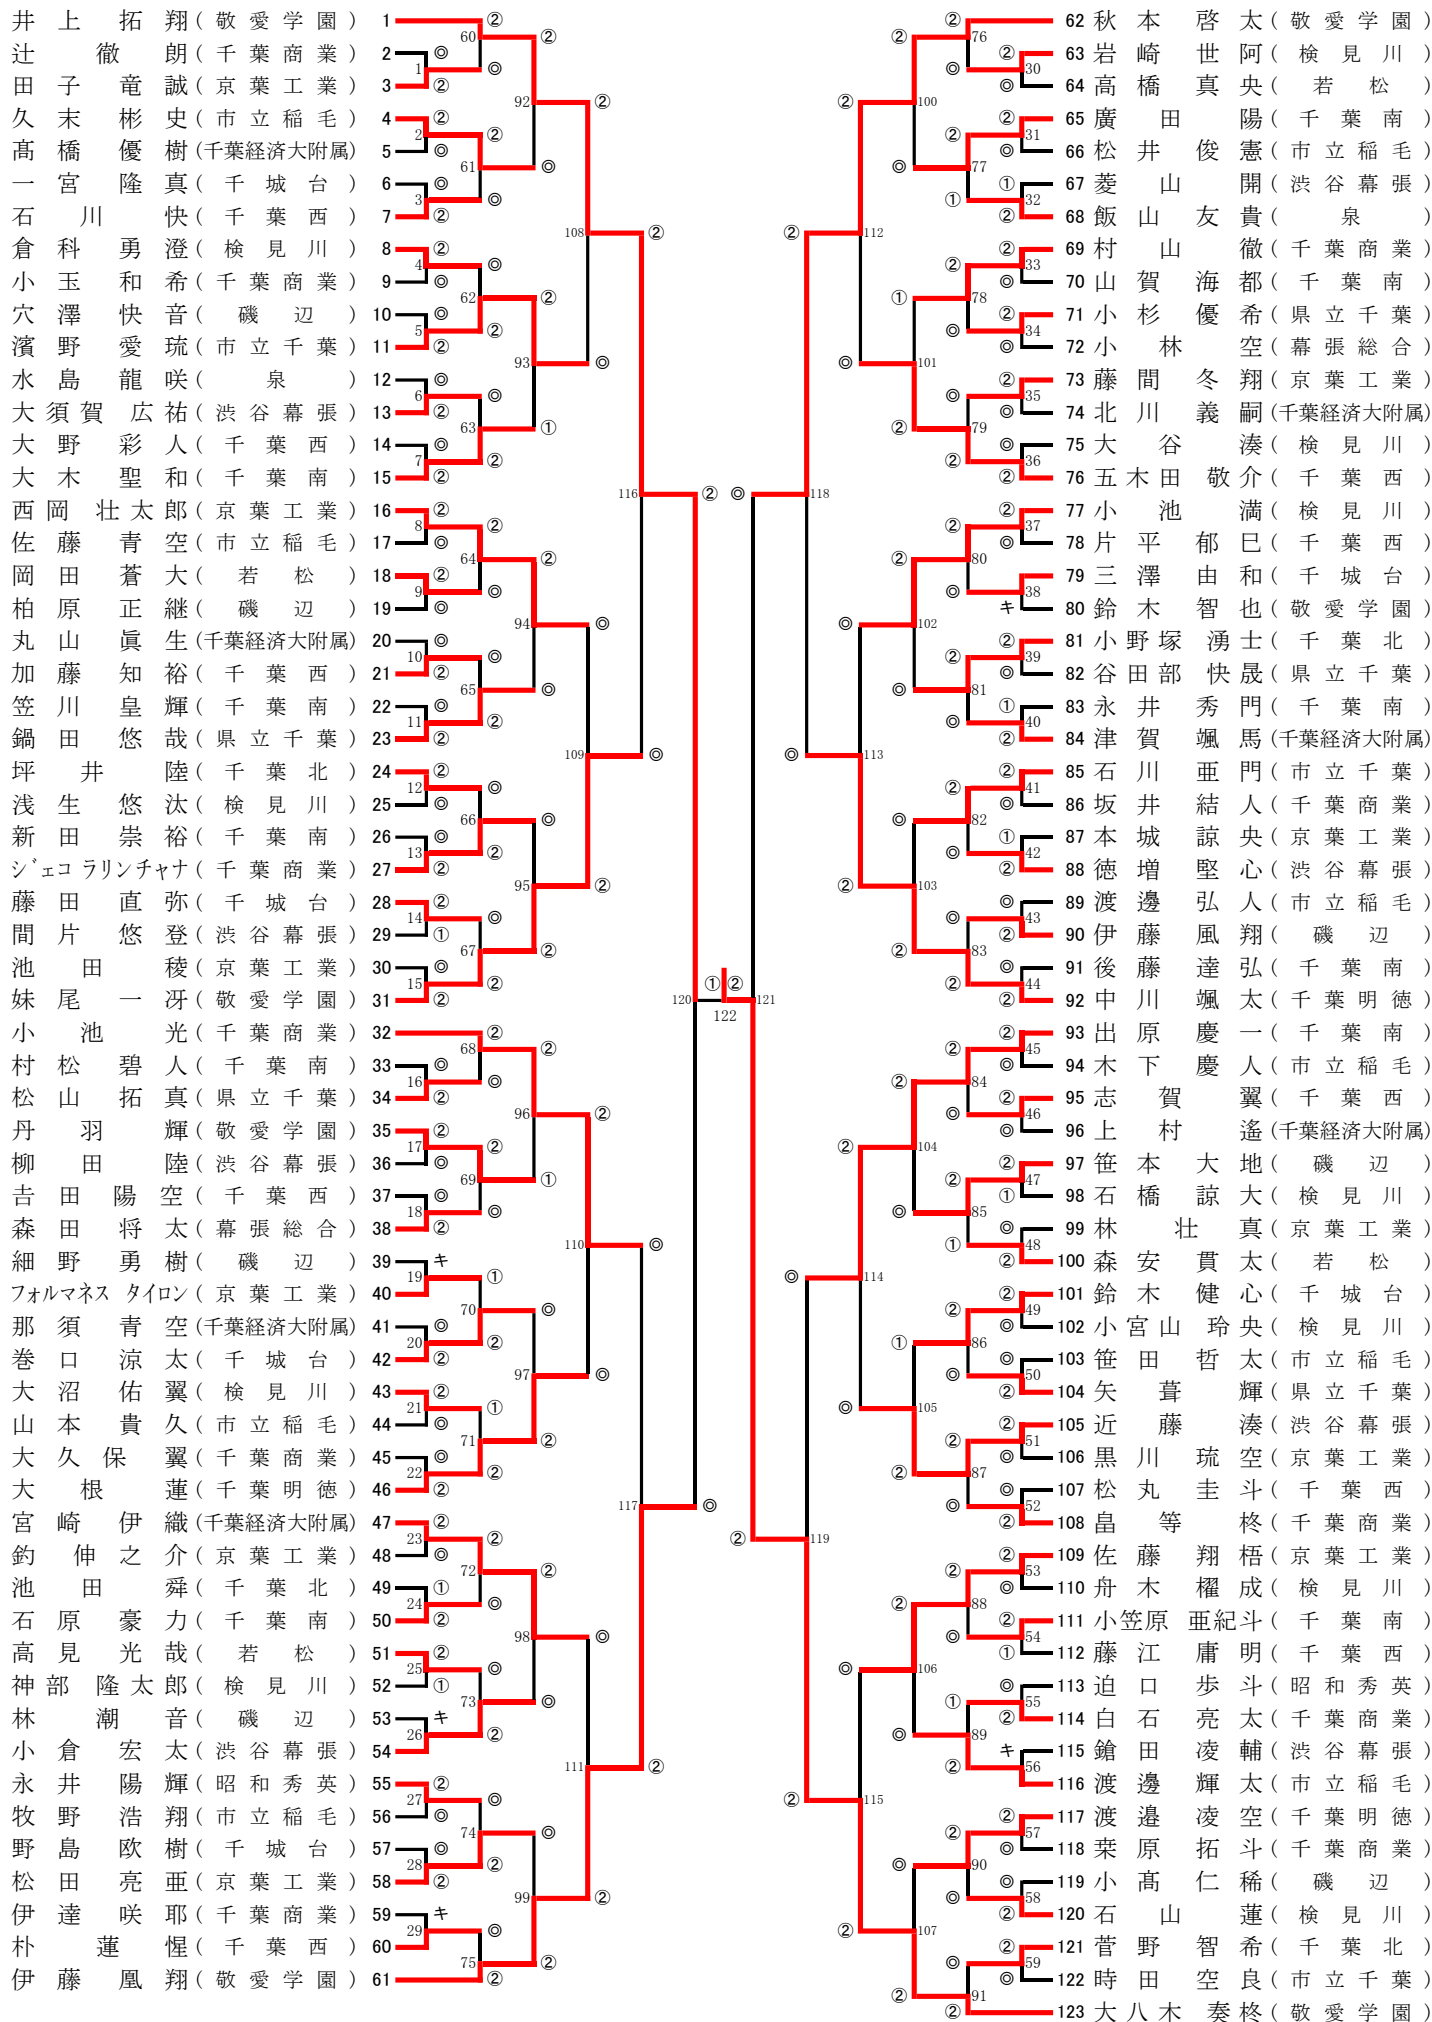 井上拓翔(敬愛学園) 1
辻徹朗(千葉商業) 2
田子竜誠(京葉工業) 3
久末彬史(市立稲毛) 4
髙橋優樹(千葉経済大附属) 5
一宮隆真(千城台) 6
石川快(千葉西) 7
倉科勇澄(検見川) 8
小玉和希(千葉商業) 9
穴澤快音(磯辺) 10
濱野愛琉(市立千葉) 11
水島龍咲(泉) 12
大須賀広祐(渋谷幕張) 13
大野彩人(千葉西) 14
大木聖和(千葉南) 15
西岡壮太郎(京葉工業) 16
佐藤青空(市立稲毛) 17
岡田蒼大(若松) 18
柏原正継(磯辺) 19
丸山眞生(千葉経済大附属) 20
加藤知裕(千葉西) 21
笠川皇輝(千葉南) 22
鍋田悠哉(県立千葉) 23
坪井陸(千葉北) 24
浅生悠汰(検見川) 25
新田崇裕(千葉南) 26
ジェコ ラリンチャナ(千葉商業) 27
藤田直弥(千城台) 28
間片悠登(渋谷幕張) 29
池田稜(京葉工業) 30
妹尾一冴(敬愛学園) 31
小池光(千葉商業) 32
村松碧人(千葉南) 33
松山拓真(県立千葉) 34
丹羽輝(敬愛学園) 35
柳田陸(渋谷幕張) 36
吉田陽空(千葉西) 37
森田将太(幕張総合) 38
細野勇樹(磯辺) 39
フォルマネス タイロン(京葉工業) 40
那須青空(千葉経済大附属) 41
巻口涼太(千城台) 42
大沼佑翼(検見川) 43
山本貴久(市立稲毛) 44
大久保翼(千葉商業) 45
大根蓮(千葉明徳) 46
宮崎伊織(千葉経済大附属) 47
釣伸之介(京葉工業) 48
池田舜(千葉北) 49
石原豪力(千葉南) 50
高見光哉(若松) 51
神部隆太郎(検見川) 52
林潮音(磯辺) 53
小倉宏太(渋谷幕張) 54
永井陽輝(昭和秀英) 55
牧野浩翔(市立稲毛) 56
野島欧樹(千城台) 57
松田亮亜(京葉工業) 58
伊達咲耶(千葉商業) 59
朴蓮惺(千葉西) 60
伊藤凰翔(敬愛学園) 61
62 秋本啓太(敬愛学園)
63 岩崎世阿(検見川)
64 高橋真央(若松)
65 廣田陽(千葉南)
66 松井俊憲(市立稲毛)
67 菱山開(渋谷幕張)
68 飯山友貴(泉)
69 村山徹(千葉商業)
70 山賀海都(千葉南)
71 小杉優希(県立千葉)
72 小林空(幕張総合)
73 藤間冬翔(京葉工業)
74 北川義嗣(千葉経済大附属)
75 大谷湊(検見川)
76 五木田敬介(千葉西)
77 小池満(検見川)
78 片平郁巳(千葉西)
79 三澤由和(千城台)
80 鈴木智也(敬愛学園)
81 小野塚湧士(千葉北)
82 谷田部快晟(県立千葉)
83 永井秀門(千葉南)
84 津賀颯馬(千葉経済大附属)
85 石川亜門(市立千葉)
86 坂井結人(千葉商業)
87 本城諒央(京葉工業)
88 徳増堅心(渋谷幕張)
89 渡邊弘人(市立稲毛)
90 伊藤風翔(磯辺)
91 後藤達弘(千葉南)
92 中川颯太(千葉明徳)
93 出原慶一(千葉南)
94 木下慶人(市立稲毛)
95 志賀翼(千葉西)
96 上村遙(千葉経済大附属)
97 笹本大地(磯辺)
98 石橋諒大(検見川)
99 林壮真(京葉工業)
100 森安貫太(若松)
101 鈴木健心(千城台)
102 小宮山玲央(検見川)
103 笹田哲太(市立稲毛)
104 矢葺輝(県立千葉)
105 近藤湊(渋谷幕張)
106 黒川琉空(京葉工業)
107 松丸圭斗(千葉西)
108 畠等柊(千葉商業)
109 佐藤翔梧(京葉工業)
110 舟木櫂成(検見川)
111 小笠原亜紀斗(千葉南)
112 藤江庸明(千葉西)
113 迫口歩斗(昭和秀英)
114 白石亮太(千葉商業)
115 鎗田凌輔(渋谷幕張)
116 渡邊輝太(市立稲毛)
117 渡邉凌空(千葉明徳)
118 栗原拓斗(千葉商業)
119 小髙仁稀(磯辺)
120 石山蓮(検見川)
121 菅野智希(千葉北)
122 時田空良(市立千葉)
123 大八木奏柊(敬愛学園)